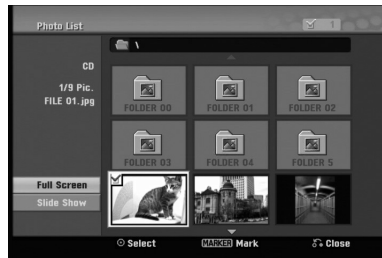 Photo List
1
\
CD
1/9 Pic.
FILE 01.jpg
FOLDER 00
FOLDER 01
FOLDER 02
FOLDER 03
FOLDER 04
FOLDER 5
Full Screen
Slide Show
Select
MARKER Mark
Close